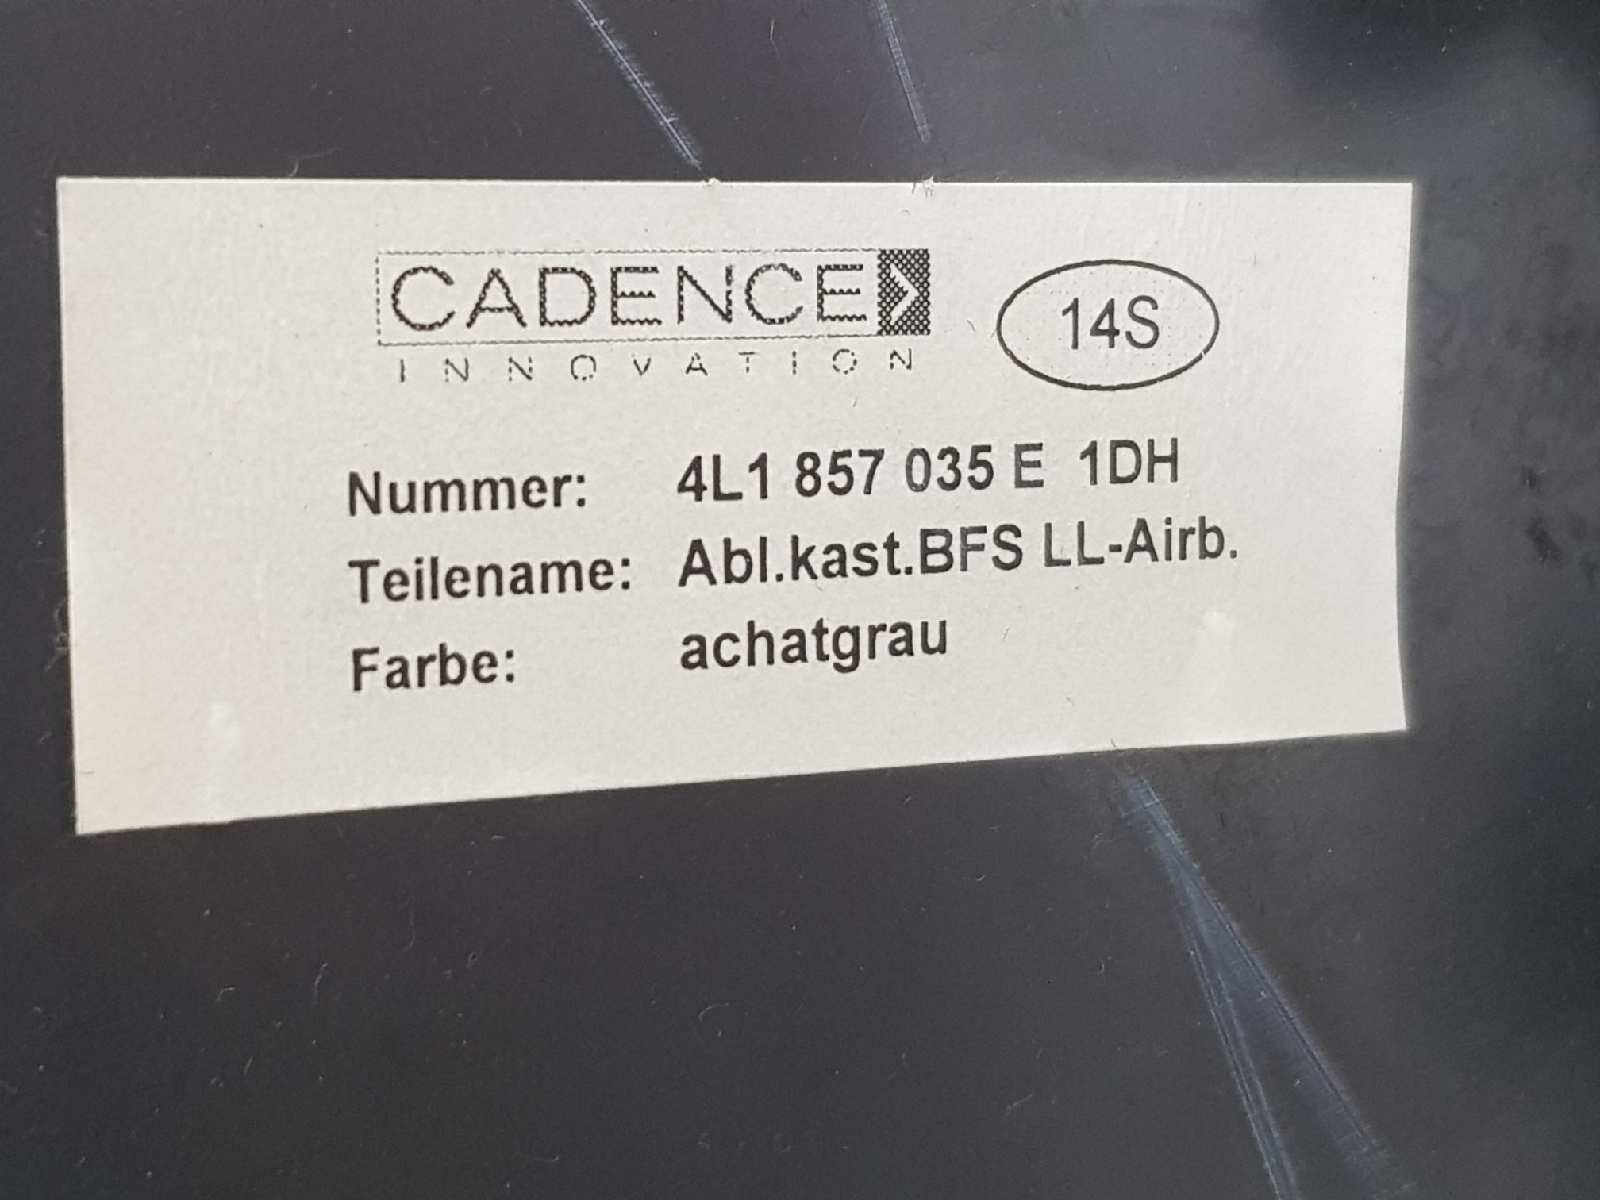 CADENCE
INNOVATION
14S
Nummer: 4L1 857 035 E 1DH
Teilename: Abl.kast.BFS LL-Airb.
Farbe: achatgrau